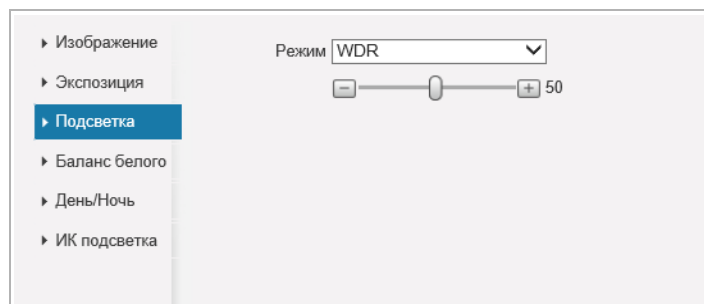 Изображение
Экспозиция
Подсветка
Баланс белого
День/Ночь
ИК подсветка
Режим WDR
50